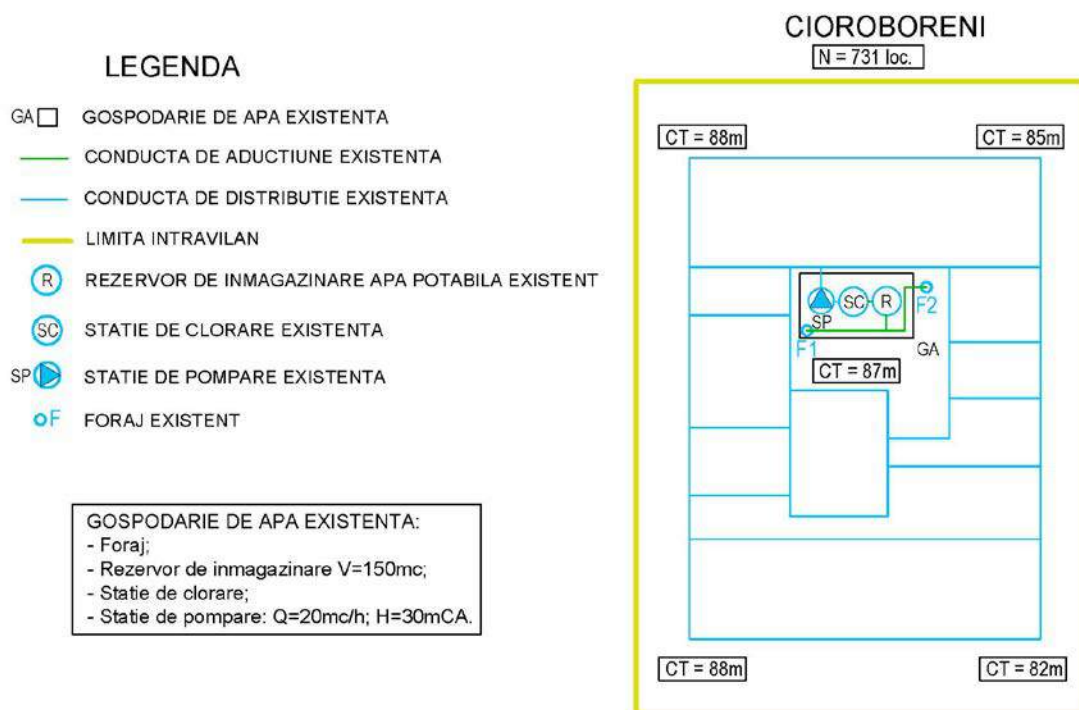 LEGENDA
GA GOSPODARIE DE APA EXISTENTA
CONDUCTA DE ADUCTIUNE EXISTENTA
CONDUCTA DE DISTRIBUTIE EXISTENTA
LIMITA INTRAVILAN
R REZERVOR DE INMAGAZINARE APA POTABILA EXISTENT
SC STATIE DE CLORARE EXISTENTA
SP STATIE DE POMPARE EXISTENTA
F FORAJ EXISTENT
GOSPODARIE DE APA EXISTENTA:
- Foraj;
- Rezervor de inmagazinare V=150mc;
- Statie de clorare;
- Statie de pompare: Q=20mc/h; H=30mCA.
CIOROBORENI
N = 731 loc.
CT = 88m
CT = 85m
SC
R
SP
F2
F1
GA
CT = 87m
CT = 88m
CT = 82m